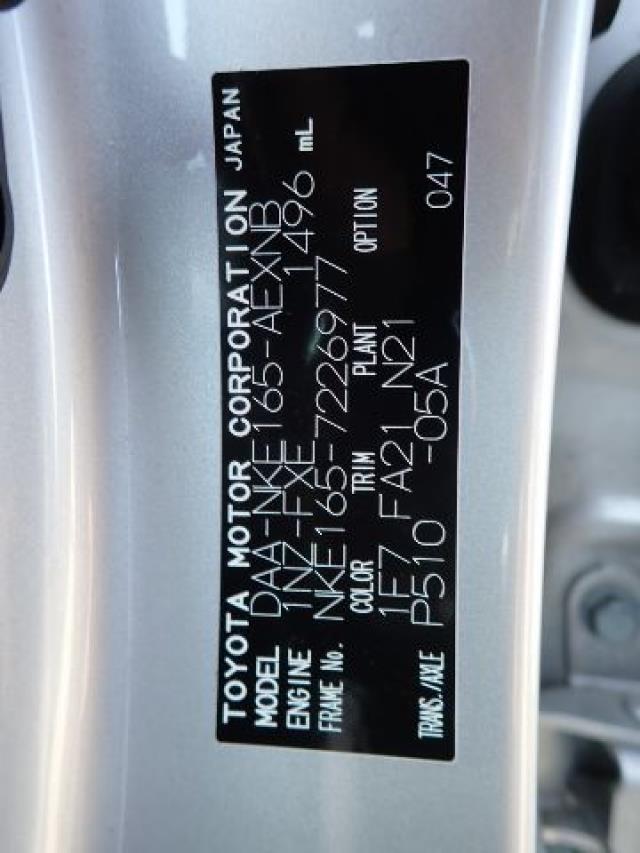 TOYOTA MOTOR CORPORATION JAPAN
MODEL DAA-NKE165-AEXNB
ENGINE 1NZ-FXE 1496 mL
FRAME No. NKE165-7226977
COLOR TRIM PLANT OPTION
1F7 FA21 N21
TRANS./AXLE P510 -05A 047